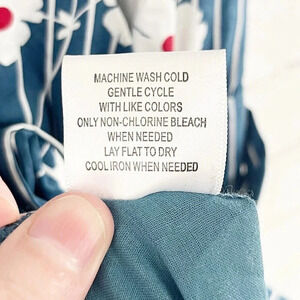 MACHINE WASH COLD
GENTLE CYCLE
WITH LIKE COLORS
ONLY NON-CHLORINE BLEACH
WHEN NEEDED
LAY FLAT TO DRY
COOL IRON WHEN NEEDED